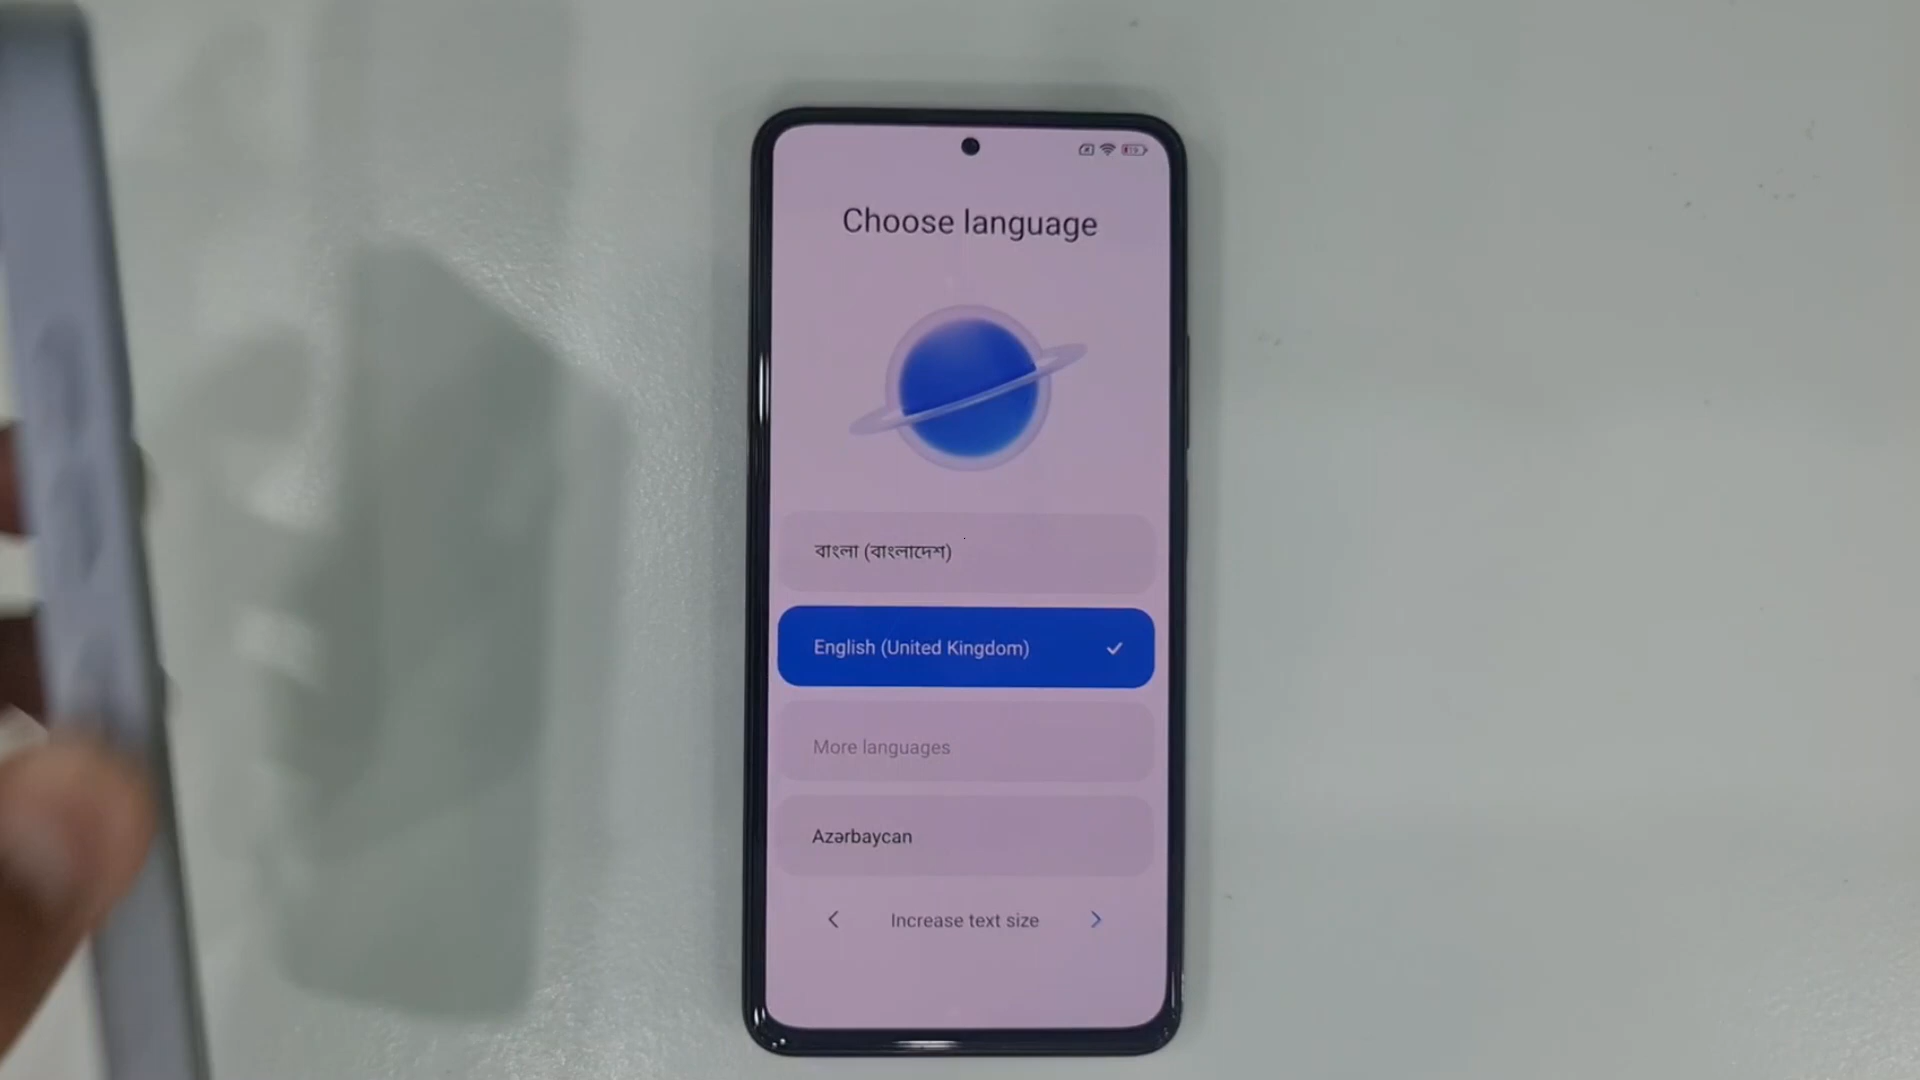 Choose language
বাংলা (বাংলাদেশ)
English (United Kingdom)
More languages
Azərbaycan
Increase text size